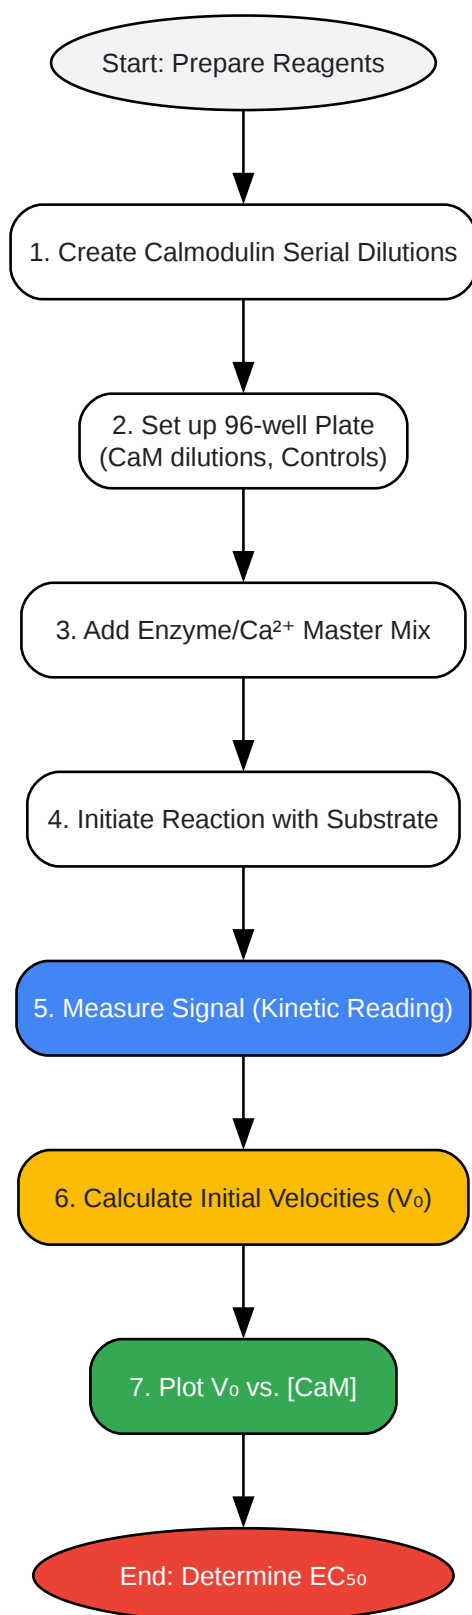 Start: Prepare Reagents
1. Create Calmodulin Serial Dilutions
2. Set up 96-well Plate
(CaM dilutions, Controls)
3. Add Enzyme/Ca²⁺ Master Mix
4. Initiate Reaction with Substrate
5. Measure Signal (Kinetic Reading)
6. Calculate Initial Velocities (V₀)
7. Plot V₀ vs. [CaM]
End: Determine EC₅₀